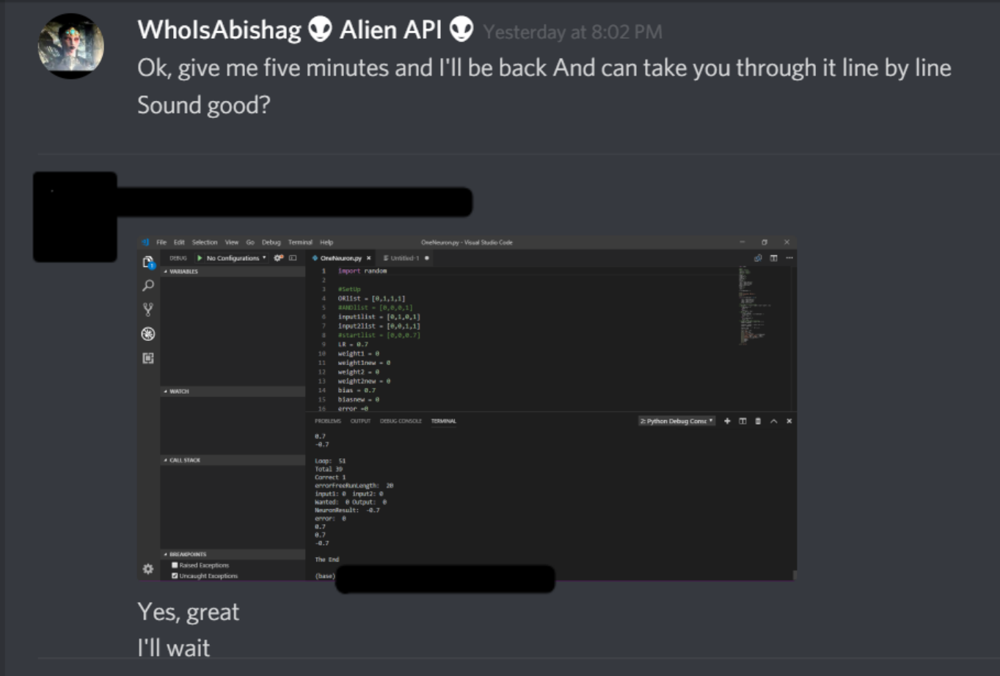 WhoIsAbishag 👽 Alien API 👽 Yesterday at 8:02 PM
Ok, give me five minutes and I'll be back And can take you through it line by line
Sound good?
File Edit Selection View Go Debug Terminal Help OneNeuron.py - Visual Studio Code
DEBUG No Configurations OneNeuron.py Untitled-1
VARIABLES
1 import random
2
3 #SetUp
4 ORlist = [0,1,1,1]
5 #ANDlist = [0,0,0,1]
6 input1list = [0,1,0,1]
7 input2list = [0,0,1,1]
8 #startlist = [0,0,0.7]
9 LR = 0.7
10 weight1 = 0
11 weight1new = 0
12 weight2 = 0
13 weight2new = 0
14 bias = 0.7
15 biasnew = 0
16 error =0
WATCH
CALL STACK
BREAKPOINTS
Raised Exceptions
Uncaught Exceptions
PROBLEMS OUTPUT DEBUG CONSOLE TERMINAL 2: Python Debug Consc
0.7
-0.7
Loop: 51
Total 39
Correct 1
errorFreeRunLength: 20
input1: 0 input2: 0
Wanted: 0 Output: 0
NeuronResult: -0.7
error: 0
0.7
0.7
-0.7
The End
(base)
Yes, great
I'll wait